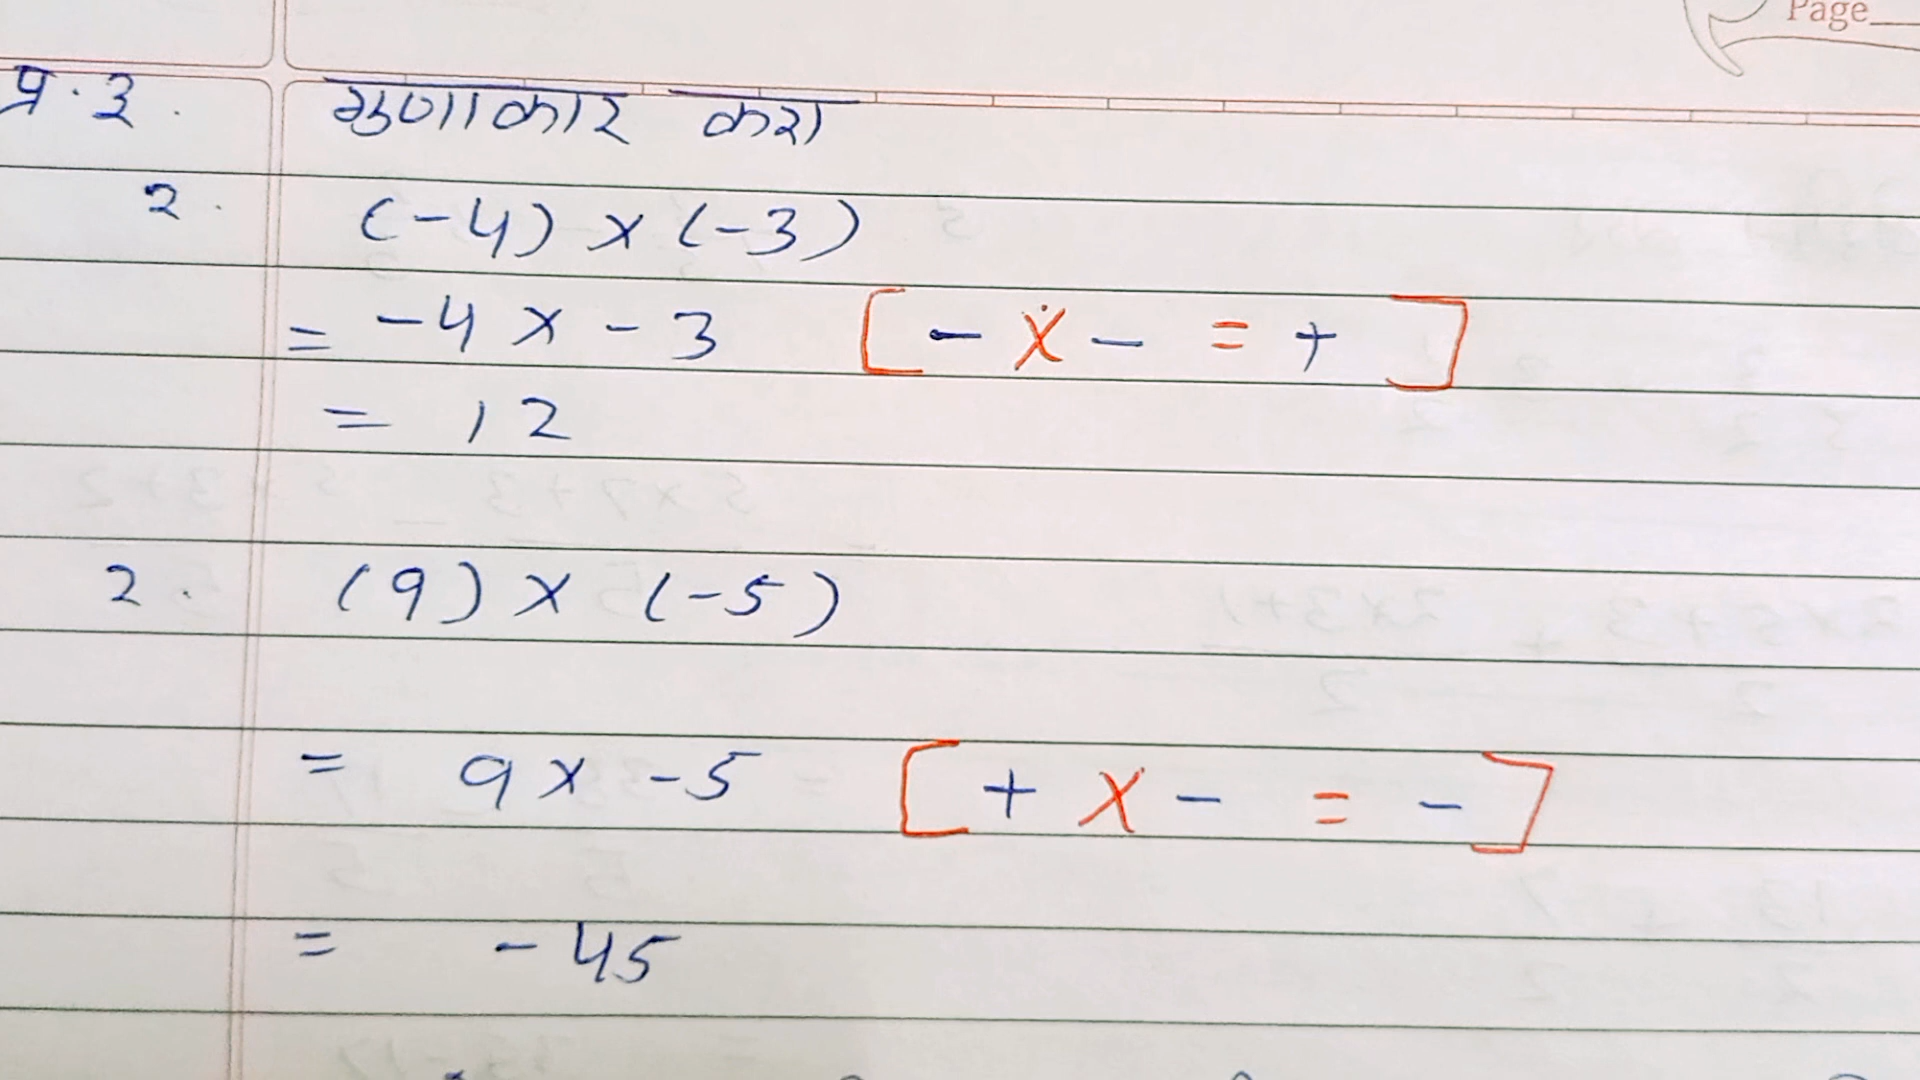 Page
प्र. 3. गुणाकार करा
2. (-4) × (-3)
= -4 × -3 [ - × - = + ]
= 12
2. (9) × (-5)
= 9 × -5 [ + × - = - ]
= -45